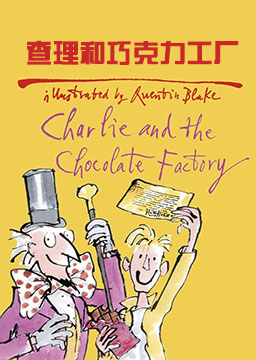 查理和巧克力工厂
illustrated by Quentin Blake
Charlie and the
Chocolate Factory